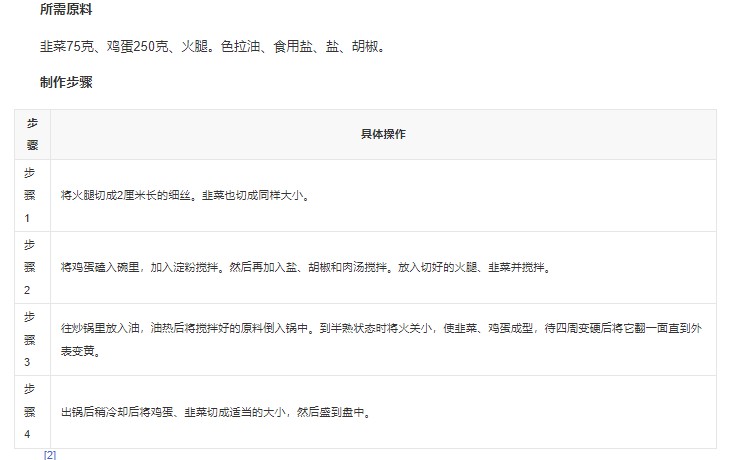 所需原料
韭菜75克、鸡蛋250克、火腿。色拉油、食用盐、盐、胡椒。
制作步骤
步
骤
具体操作
步
骤
1
将火腿切成2厘米长的细丝。韭菜也切成同样大小。
步
骤
2
将鸡蛋磕入碗里，加入淀粉搅拌。然后再加入盐、胡椒和肉汤搅拌。放入切好的火腿、韭菜并搅拌。
步
骤
3
往炒锅里放入油，油热后将搅拌好的原料倒入锅中。到半熟状态时将火关小，使韭菜、鸡蛋成型，待四周变硬后将它翻一面直到外
表变黄。
步
骤
4
出锅后稍冷却后将鸡蛋、韭菜切成适当的大小，然后盛到盘中。
[2]